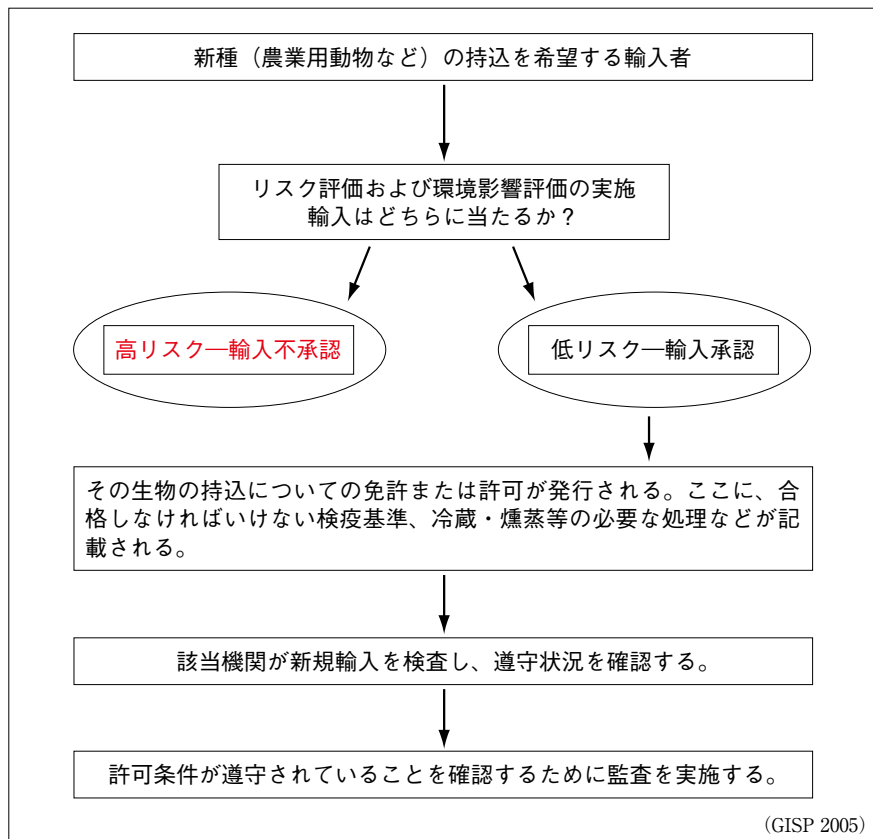 新種（農業用動物など）の持込を希望する輸入者
リスク評価および環境影響評価の実施
輸入はどちらに当たるか？
高リスク―輸入不承認
低リスク―輸入承認
その生物の持込についての免許または許可が発行される。ここに、合
格しなければいけない検疫基準、冷蔵・燻蒸等の必要な処理などが記
載される。
該当機関が新規輸入を検査し、遵守状況を確認する。
許可条件が遵守されていることを確認するために監査を実施する。
（GISP 2005）